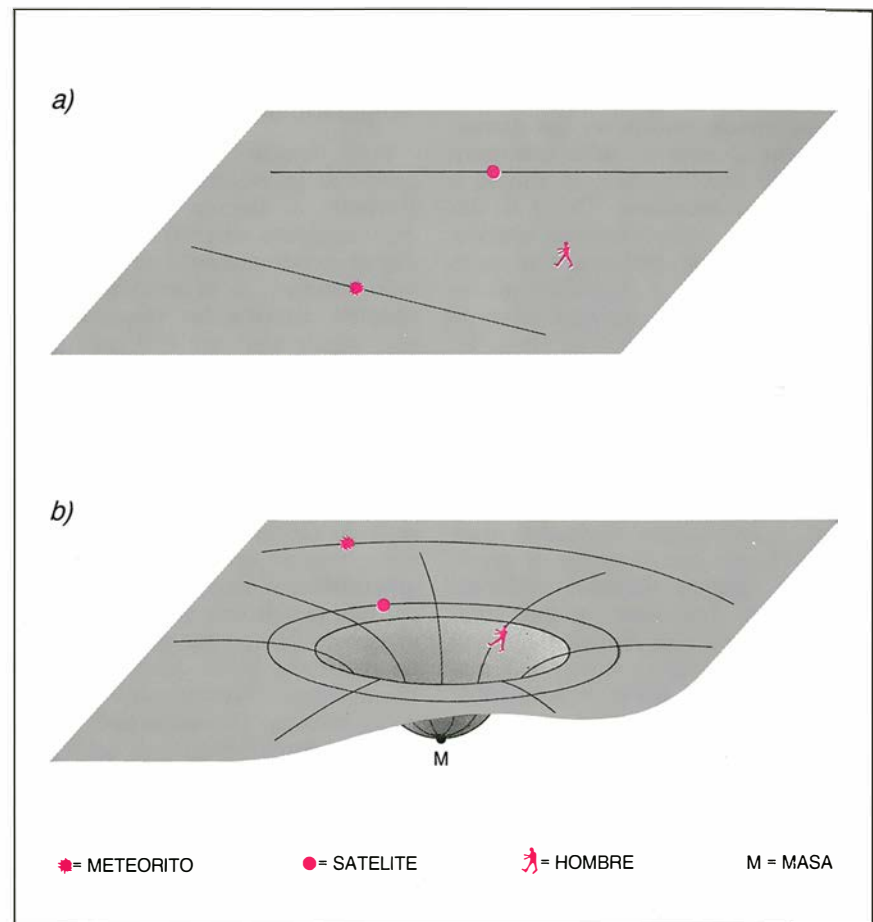 a)
b)
M
= METEORITO = SATELITE = HOMBRE M = MASA